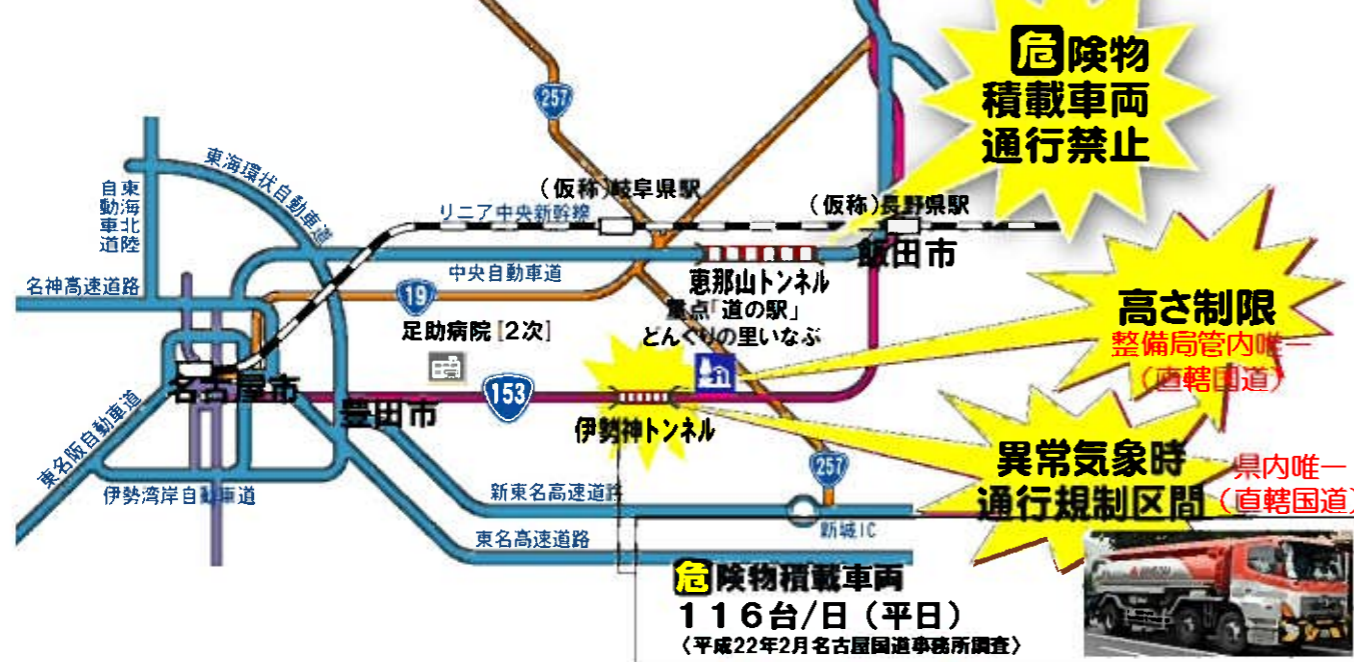 危険物
積載車両
通行禁止
257
東海環状自動車道
東海北陸
自動車道
(仮称)岐阜県駅
(仮称)長野県駅
リニア中央新幹線
飯田市
中央自動車道
恵那山トンネル
名神高速道路
19
重点「道の駅」
どんぐりの里いなぶ
高さ制限
整備局管内唯一
(直轄国道)
足助病院 [2次]
名古屋市
153
豊田市
伊勢神トンネル
東名阪自動車道
異常気象時
通行規制区間
県内唯一
(直轄国道)
257
伊勢湾岸自動車道
新東名高速道路
新城IC
東名高速道路
危険物積載車両
116台/日(平日)
〈平成22年2月名古屋国道事務所調査〉